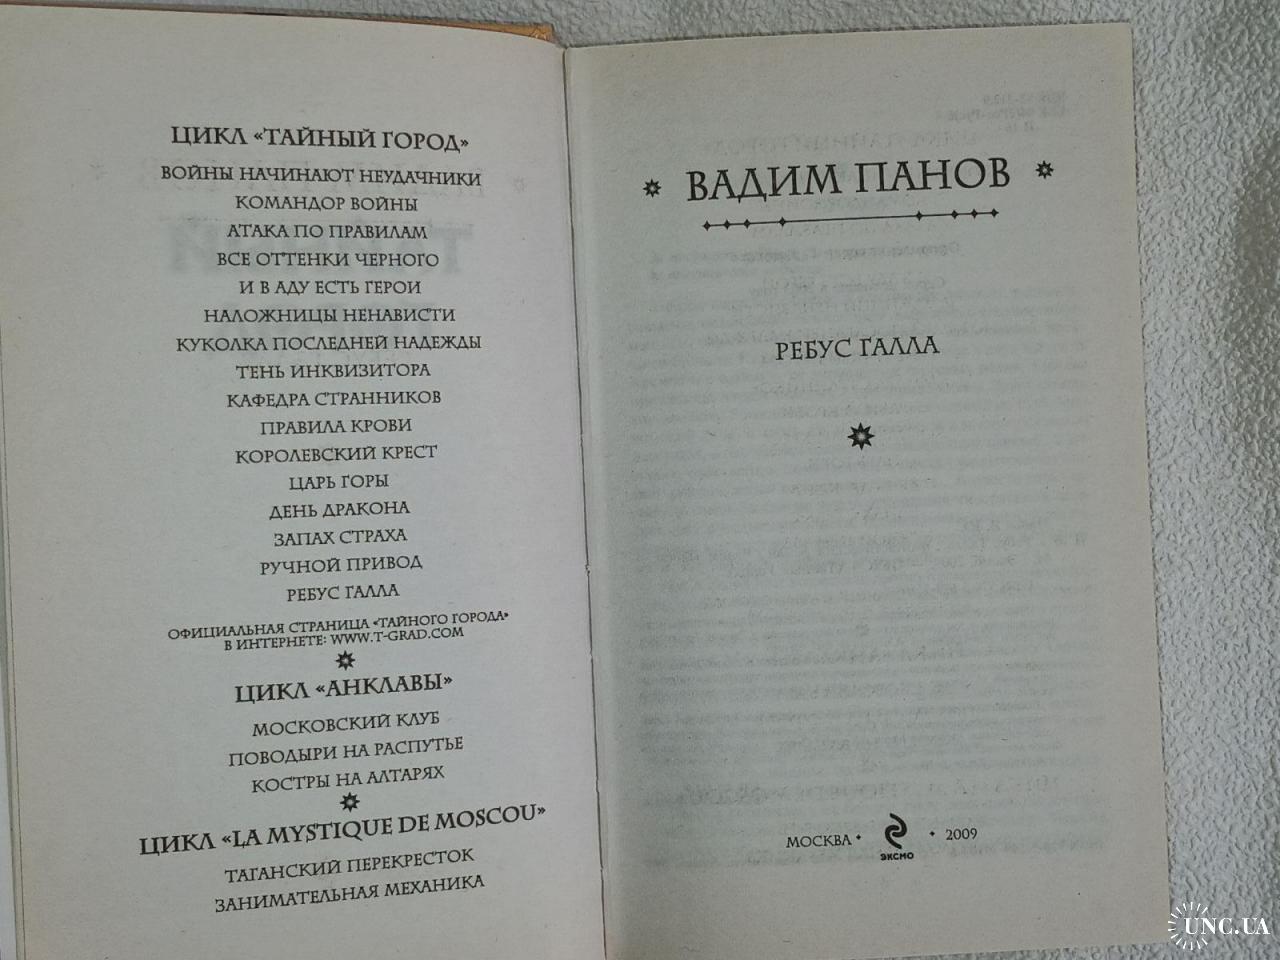 ЦИКЛ «ТАЙНЫЙ ГОРОД»
ВОЙНЫ НАЧИНАЮТ НЕУДАЧНИКИ
КОМАНДОР ВОЙНЫ
АТАКА ПО ПРАВИЛАМ
ВСЕ ОТТЕНКИ ЧЕРНОГО
И В АДУ ЕСТЬ ГЕРОИ
НАЛОЖНИЦЫ НЕНАВИСТИ
КУКОЛКА ПОСЛЕДНЕЙ НАДЕЖДЫ
ТЕНЬ ИНКВИЗИТОРА
КАФЕДРА СТРАННИКОВ
ПРАВИЛА КРОВИ
КОРОЛЕВСКИЙ КРЕСТ
ЦАРЬ ГОРЫ
ДЕНЬ ДРАКОНА
ЗАПАХ СТРАХА
РУЧНОЙ ПРИВОД
РЕБУС ГАЛЛА
ОФИЦИАЛЬНАЯ СТРАНИЦА «ТАЙНОГО ГОРОДА»
В ИНТЕРНЕТЕ: WWW.T-GRAD.COM
ЦИКЛ «АНКЛАВЫ»
МОСКОВСКИЙ КЛУБ
ПОВОДЫРИ НА РАСПУТЬЕ
КОСТРЫ НА АЛТАРЯХ
ЦИКЛ «LA MYSTIQUE DE MOSCOU»
ТАГАНСКИЙ ПЕРЕКРЕСТОК
ЗАНИМАТЕЛЬНАЯ МЕХАНИКА
ВАДИМ ПАНОВ
РЕБУС ГАЛЛА
МОСКВА • ЭКСМО • 2009
UNC.UA